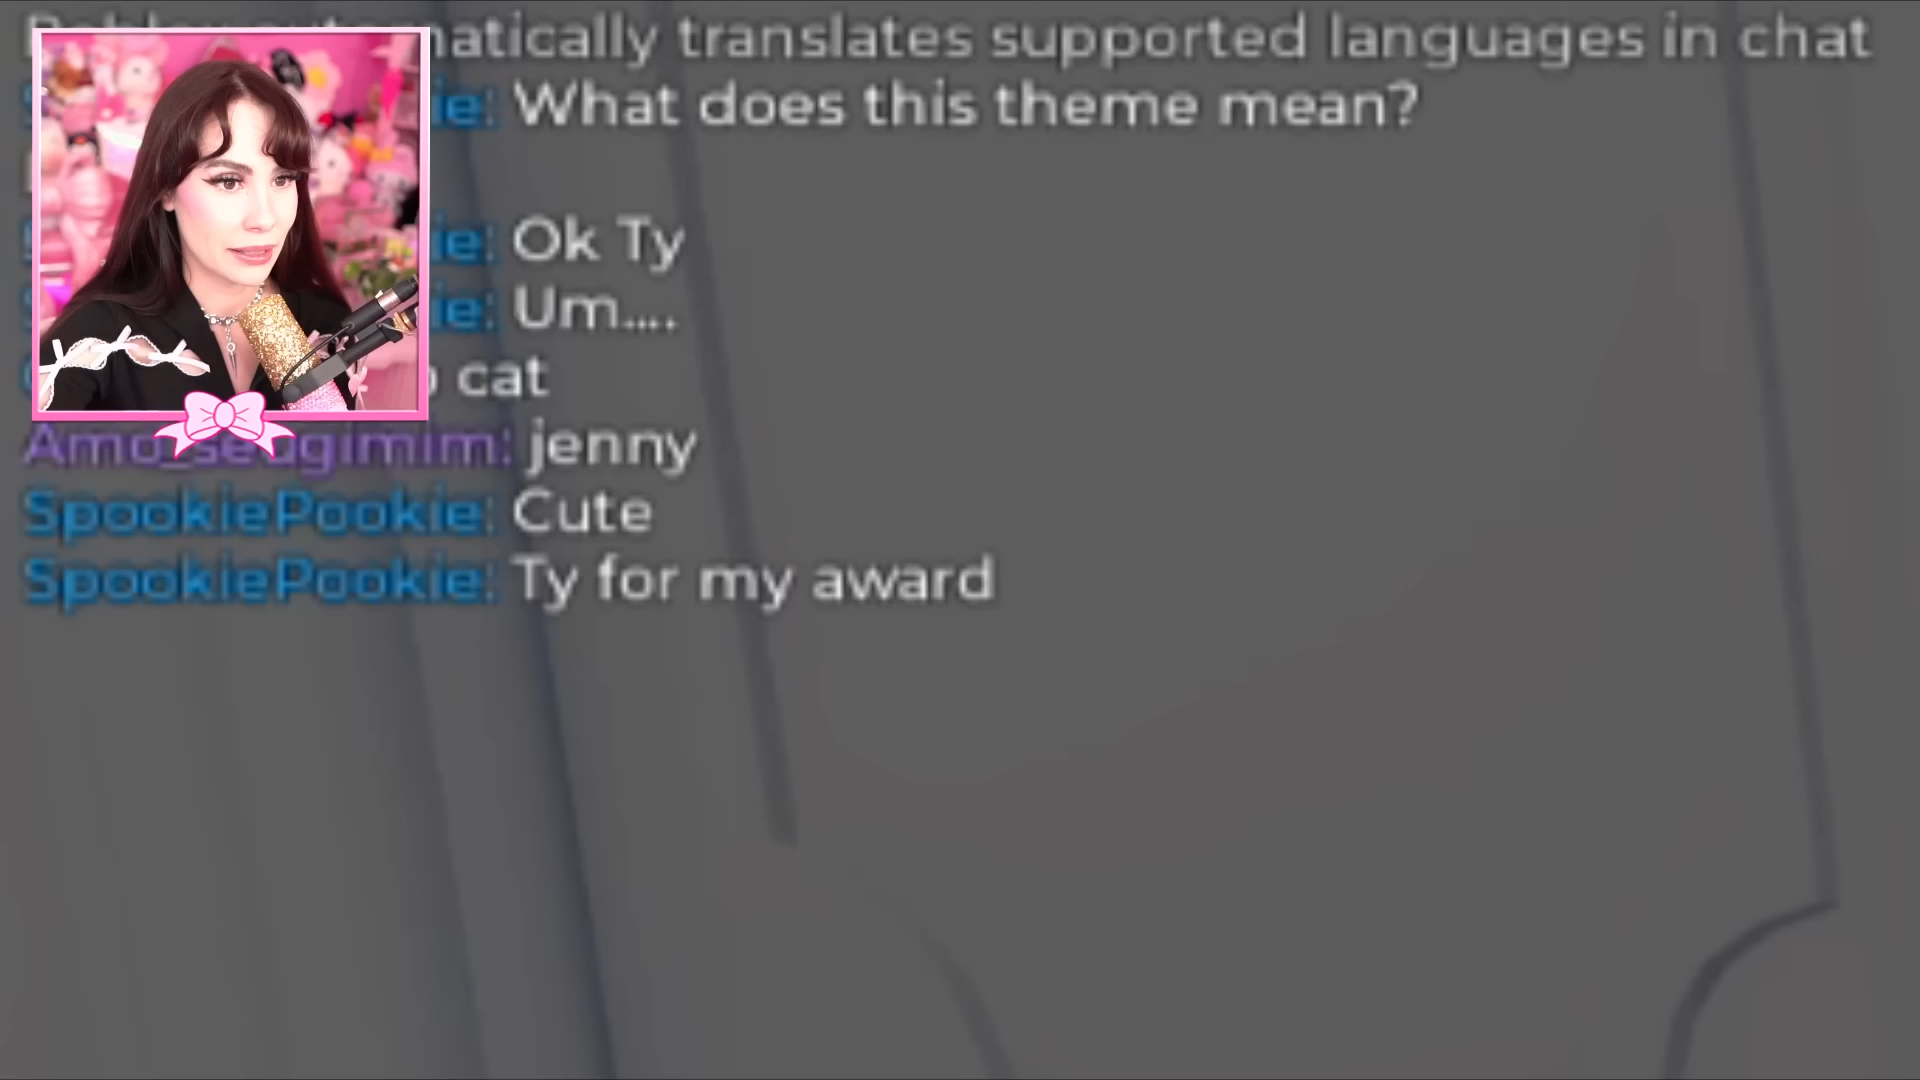 matically translates supported languages in chat
ie: What does this theme mean?
ie: Ok Ty
ie: Um....
cat
jenny
SpookiePookie: Cute
SpookiePookie: Ty for my award